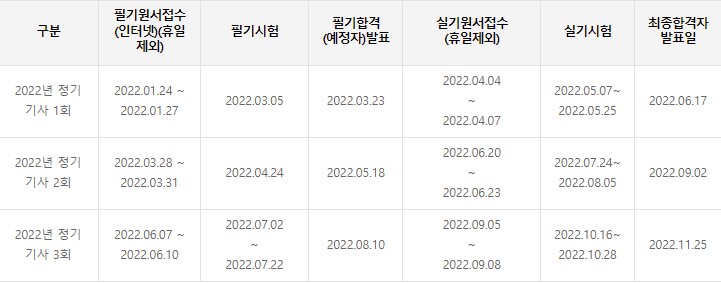 구분
필기원서접수
(인터넷)(휴일
제외)
필기시험
필기합격
(예정자)발표
실기원서접수
(휴일제외)
실기시험
최종합격자
발표일
2022년 정기
기사 1회
2022.01.24 ~
2022.01.27
2022.03.05
2022.03.23
2022.04.04
~
2022.04.07
2022.05.07~
2022.05.25
2022.06.17
2022년 정기
기사 2회
2022.03.28 ~
2022.03.31
2022.04.24
2022.05.18
2022.06.20
~
2022.06.23
2022.07.24~
2022.08.05
2022.09.02
2022년 정기
기사 3회
2022.06.07 ~
2022.06.10
2022.07.02
~
2022.07.22
2022.08.10
2022.09.05
~
2022.09.08
2022.10.16~
2022.10.28
2022.11.25